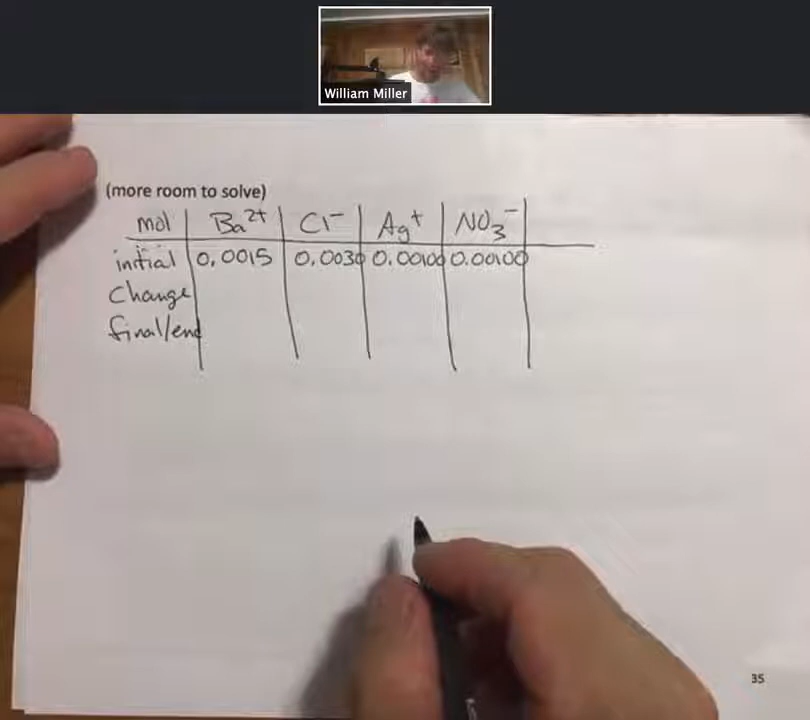 William Miller
(more room to solve)
mol Ba²⁺ Cl⁻ Ag⁺ NO₃⁻
initial 0.0015 0.0030 0.00100 0.00100
Change
final/end
35